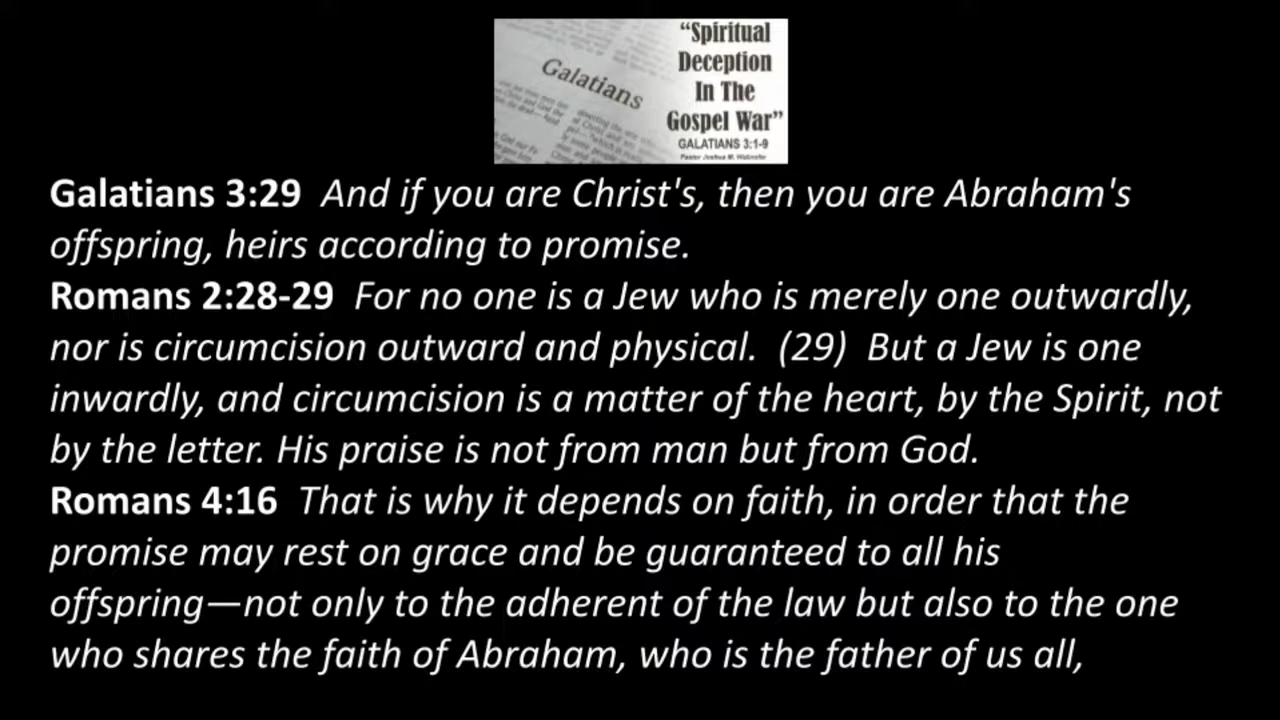 “Spiritual
Deception
In The
Gospel War”
GALATIANS 3:1-9
Galatians
Galatians 3:29 And if you are Christ's, then you are Abraham's
offspring, heirs according to promise.
Romans 2:28-29 For no one is a Jew who is merely one outwardly,
nor is circumcision outward and physical. (29) But a Jew is one
inwardly, and circumcision is a matter of the heart, by the Spirit, not
by the letter. His praise is not from man but from God.
Romans 4:16 That is why it depends on faith, in order that the
promise may rest on grace and be guaranteed to all his
offspring—not only to the adherent of the law but also to the one
who shares the faith of Abraham, who is the father of us all,